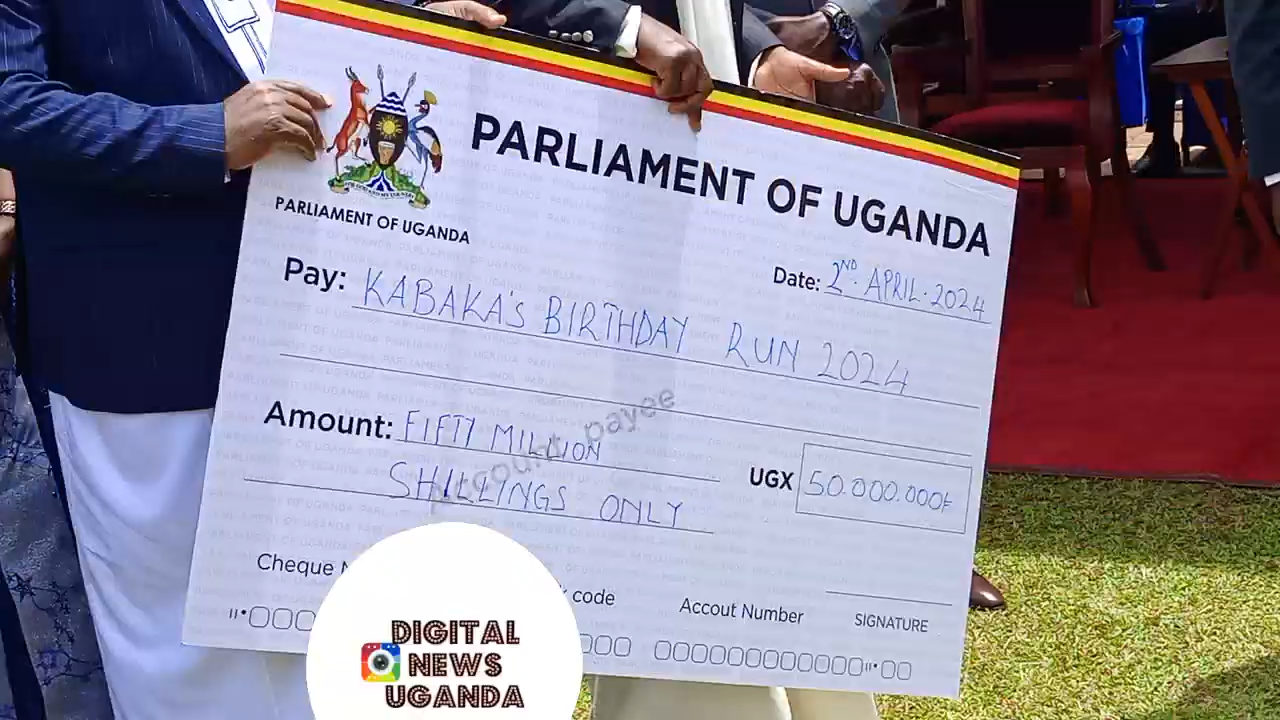 PARLIAMENT OF UGANDA
PARLIAMENT OF UGANDA
Date: 2ND. APRIL. 2024
Pay: KABAKA'S BIRTHDAY RUN 2024
Amount: FIFTY MILLION
SHILLINGS ONLY
payee
UGX 50.000.000/=
Cheque
code
Accout Number
SIGNATURE
DIGITAL
NEWS
UGANDA